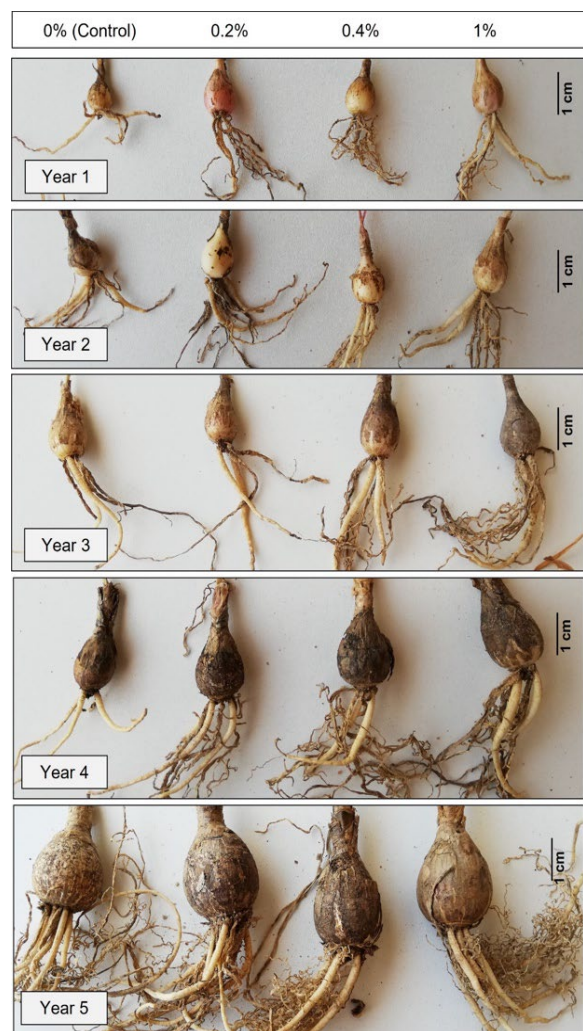 0% (Control) 0.2% 0.4% 1%
1 cm
Year 1
1 cm
Year 2
1 cm
Year 3
1 cm
Year 4
1 cm
Year 5